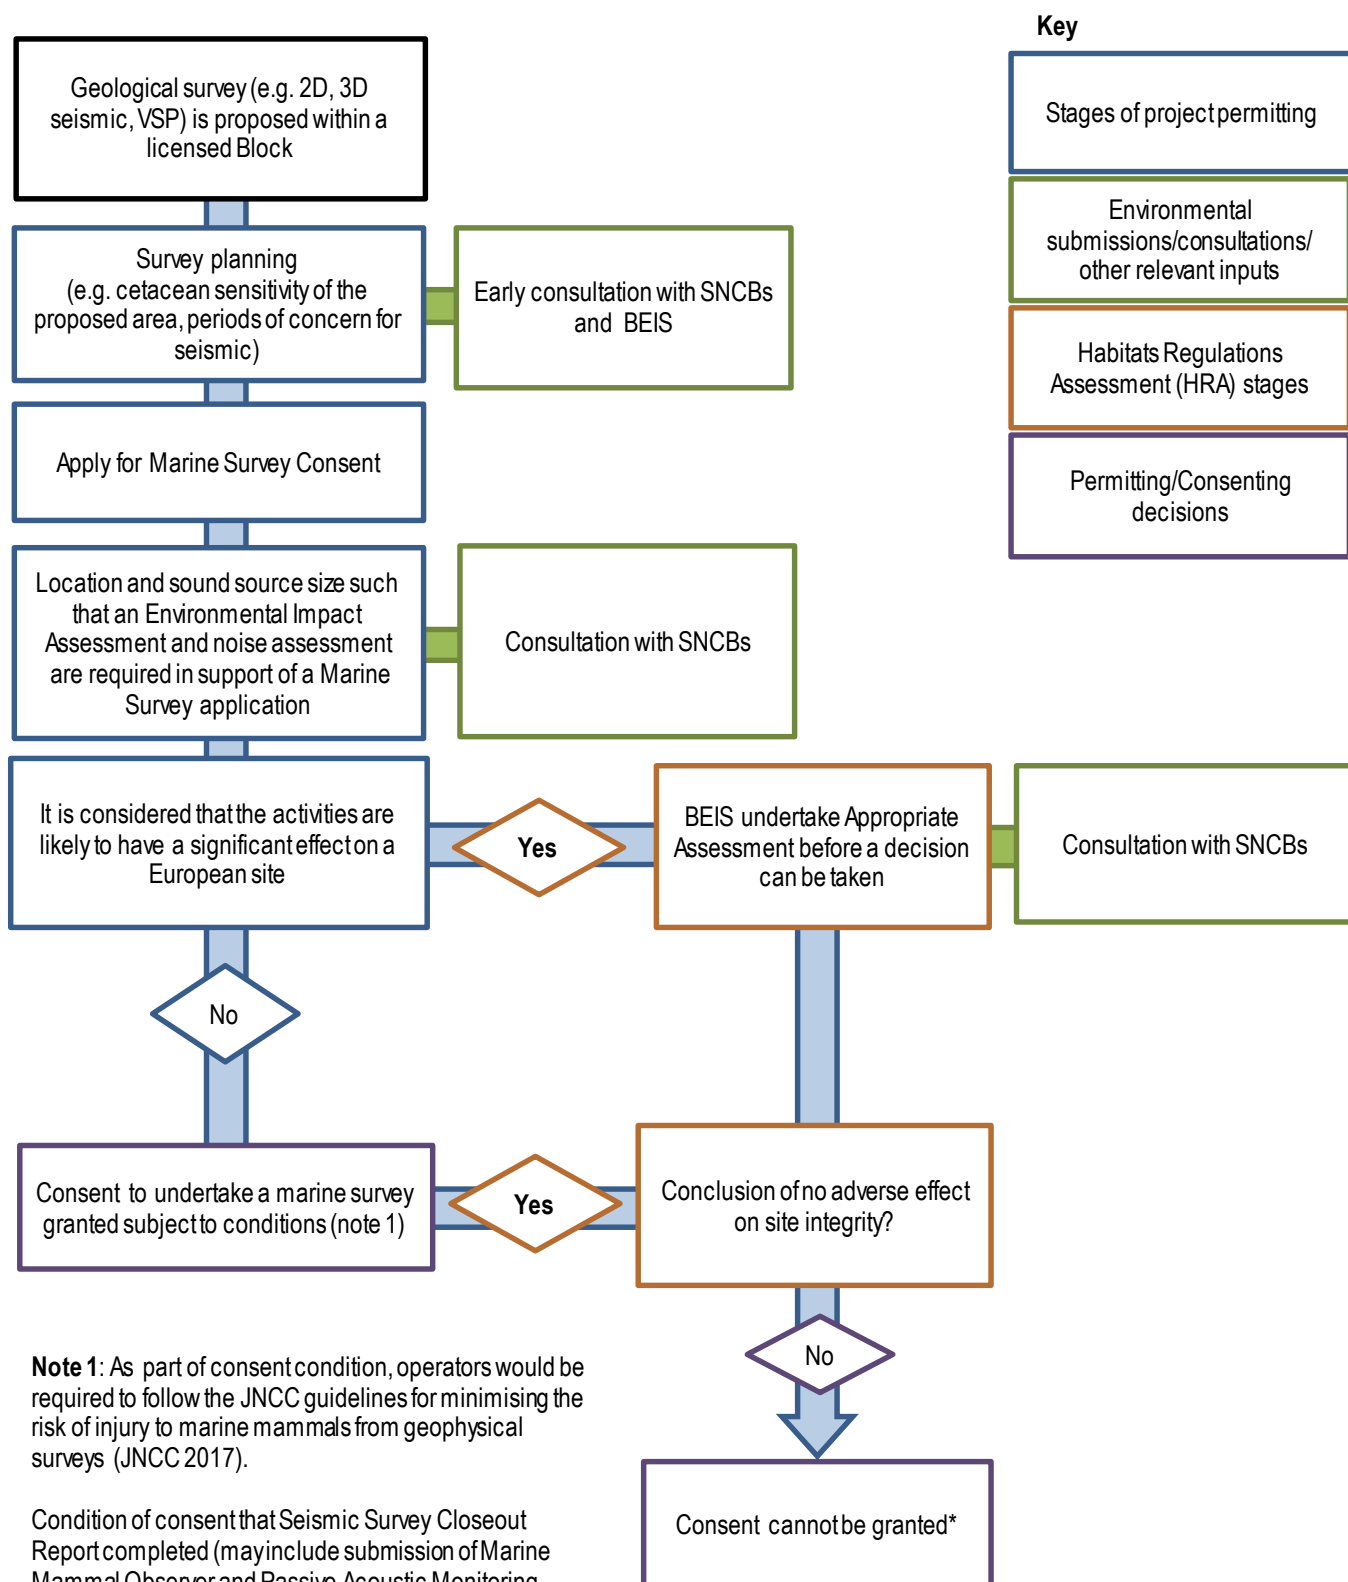 Key
Geological survey (e.g. 2D, 3D
seismic, VSP) is proposed within a
licensed Block
Stages of project permitting
Environmental
submissions/consultations/
other relevant inputs
Habitats Regulations
Assessment (HRA) stages
Permitting/Consenting
decisions
Survey planning
(e.g. cetacean sensitivity of the
proposed area, periods of concern for
seismic)
Early consultation with SNCBs
and BEIS
Apply for Marine Survey Consent
Location and sound source size such
that an Environmental Impact
Assessment and noise assessment
are required in support of a Marine
Survey application
Consultation with SNCBs
It is considered that the activities are
likely to have a significant effect on a
European site
Yes
BEIS undertake Appropriate
Assessment before a decision
can be taken
Consultation with SNCBs
No
Consent to undertake a marine survey
granted subject to conditions (note 1)
Yes
Conclusion of no adverse effect
on site integrity?
No
Consent cannot be granted*
Note 1: As part of consent condition, operators would be
required to follow the JNCC guidelines for minimising the
risk of injury to marine mammals from geophysical
surveys (JNCC 2017).
Condition of consent that Seismic Survey Closeout
Report completed (may include submission of Marine
Mammal Observer and Passive Acoustic Monitoring